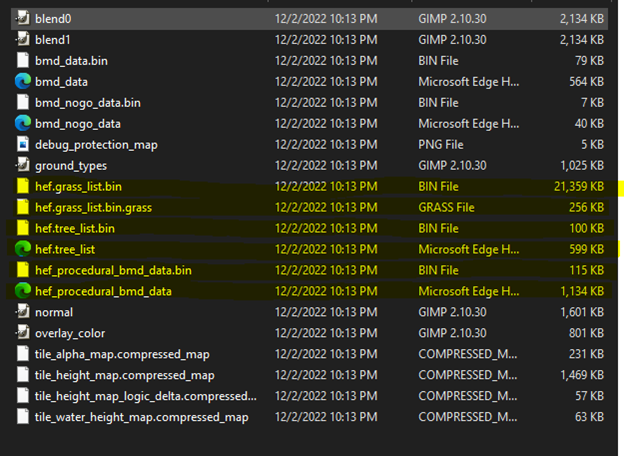 blend0 12/2/2022 10:13 PM GIMP 2.10.30 2,134 KB
blend1 12/2/2022 10:13 PM GIMP 2.10.30 2,134 KB
bmd_data.bin 12/2/2022 10:13 PM BIN File 79 KB
bmd_data 12/2/2022 10:13 PM Microsoft Edge H... 564 KB
bmd_nogo_data.bin 12/2/2022 10:13 PM BIN File 7 KB
bmd_nogo_data 12/2/2022 10:13 PM Microsoft Edge H... 40 KB
debug_protection_map 12/2/2022 10:13 PM PNG File 5 KB
ground_types 12/2/2022 10:13 PM GIMP 2.10.30 1,025 KB
hef.grass_list.bin 12/2/2022 10:13 PM BIN File 21,359 KB
hef.grass_list.bin.grass 12/2/2022 10:13 PM GRASS File 256 KB
hef.tree_list.bin 12/2/2022 10:13 PM BIN File 100 KB
hef.tree_list 12/2/2022 10:13 PM Microsoft Edge H... 599 KB
hef_procedural_bmd_data.bin 12/2/2022 10:13 PM BIN File 115 KB
hef_procedural_bmd_data 12/2/2022 10:13 PM Microsoft Edge H... 1,134 KB
normal 12/2/2022 10:13 PM GIMP 2.10.30 1,601 KB
overlay_color 12/2/2022 10:13 PM GIMP 2.10.30 801 KB
tile_alpha_map.compressed_map 12/2/2022 10:13 PM COMPRESSED_M... 231 KB
tile_height_map.compressed_map 12/2/2022 10:13 PM COMPRESSED_M... 1,469 KB
tile_height_map_logic_delta.compressed... 12/2/2022 10:13 PM COMPRESSED_M... 57 KB
tile_water_height_map.compressed_map 12/2/2022 10:13 PM COMPRESSED_M... 63 KB